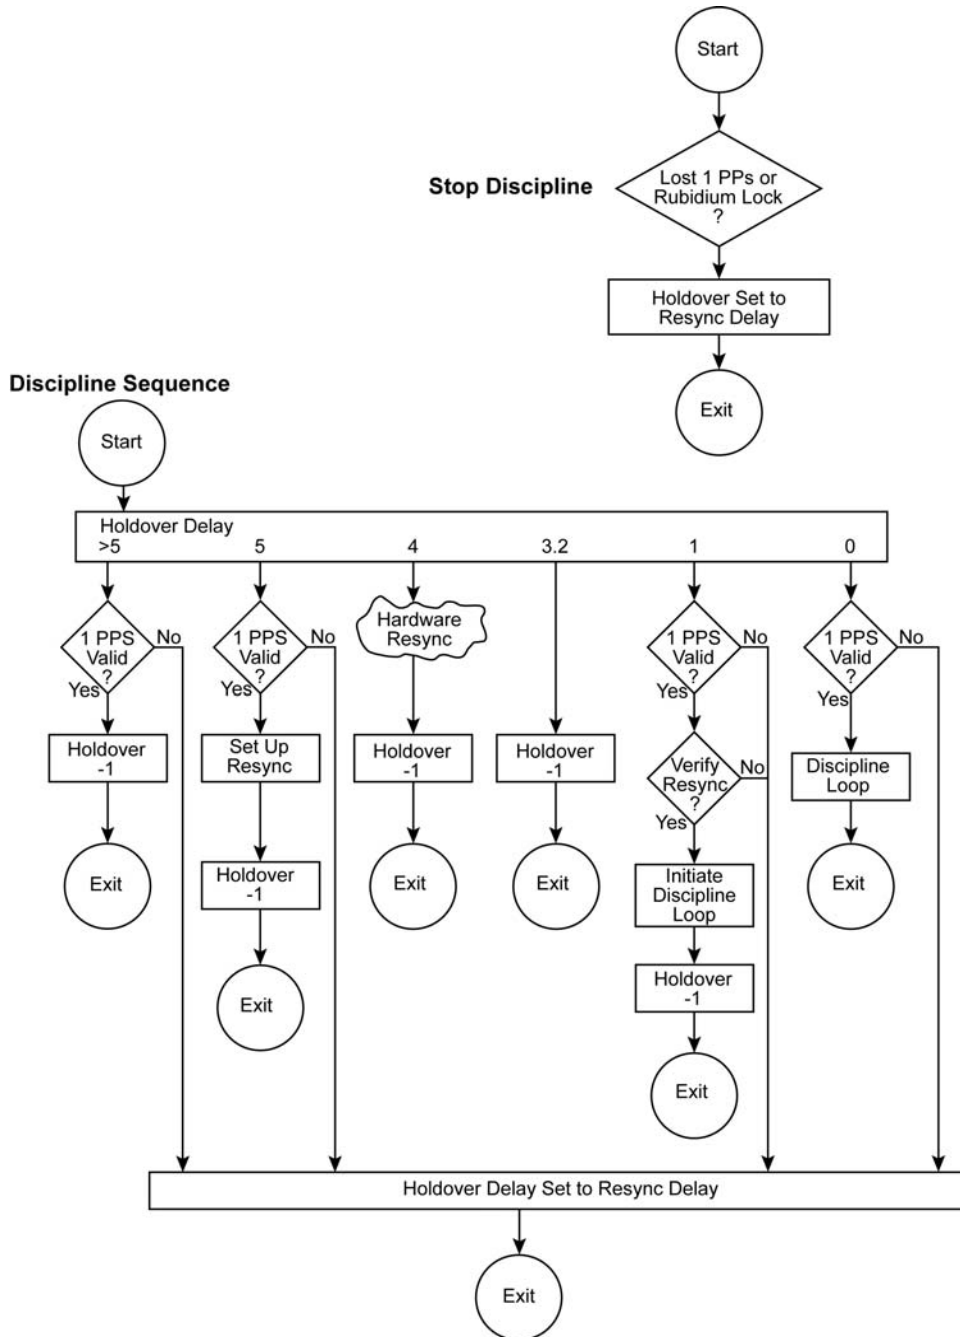 Start
Stop Discipline
Lost 1 PPs or
Rubidium Lock
?
Holdover Set to
Resync Delay
Exit
Discipline Sequence
Start
Holdover Delay
>5 5 4 3.2 1 0
1 PPS
Valid
?
No
Yes
Holdover
-1
Exit
1 PPS
Valid
?
No
Yes
Set Up
Resync
Holdover
-1
Exit
Hardware
Resync
Holdover
-1
Exit
Holdover
-1
Exit
1 PPS
Valid
?
No
Verify
Resync
?
No
Yes
Initiate
Discipline
Loop
Holdover
-1
Exit
1 PPS
Valid
?
No
Yes
Discipline
Loop
Exit
Holdover Delay Set to Resync Delay
Exit